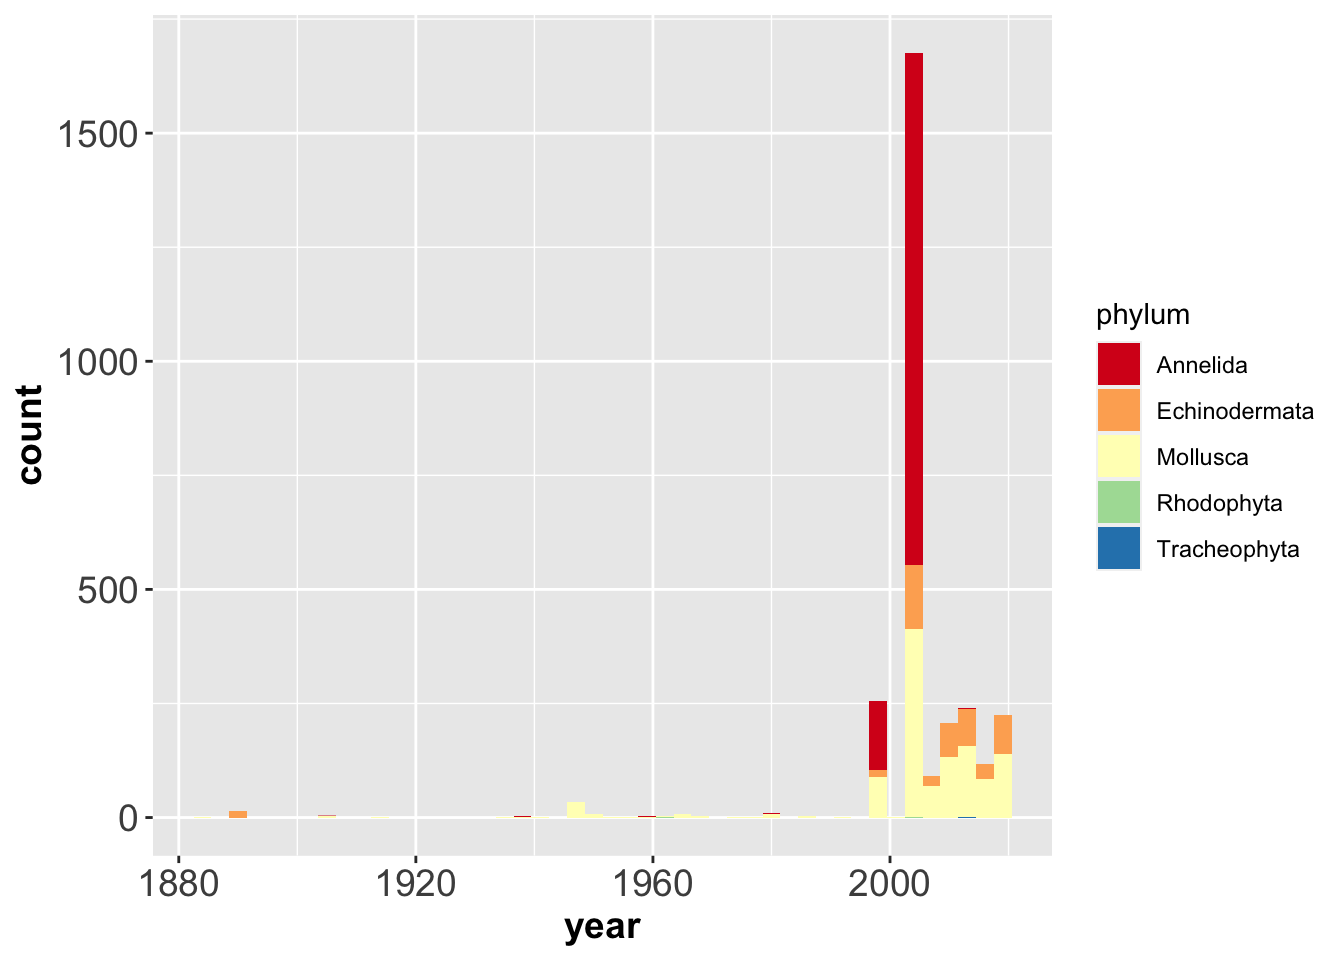 1500
1000
500
0
count
1880 1920 1960 2000
year
phylum
Annelida
Echinodermata
Mollusca
Rhodophyta
Tracheophyta